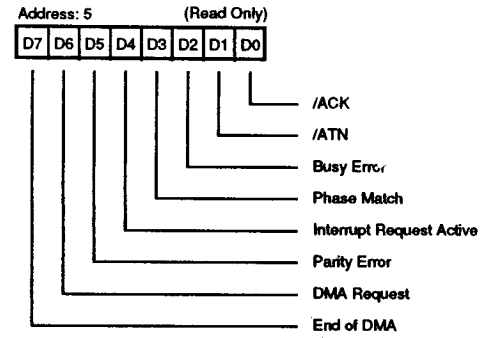 Address: 5 (Read Only)
D7 D6 D5 D4 D3 D2 D1 D0
/ACK
/ATN
Busy Error
Phase Match
Interrupt Request Active
Parity Error
DMA Request
End of DMA